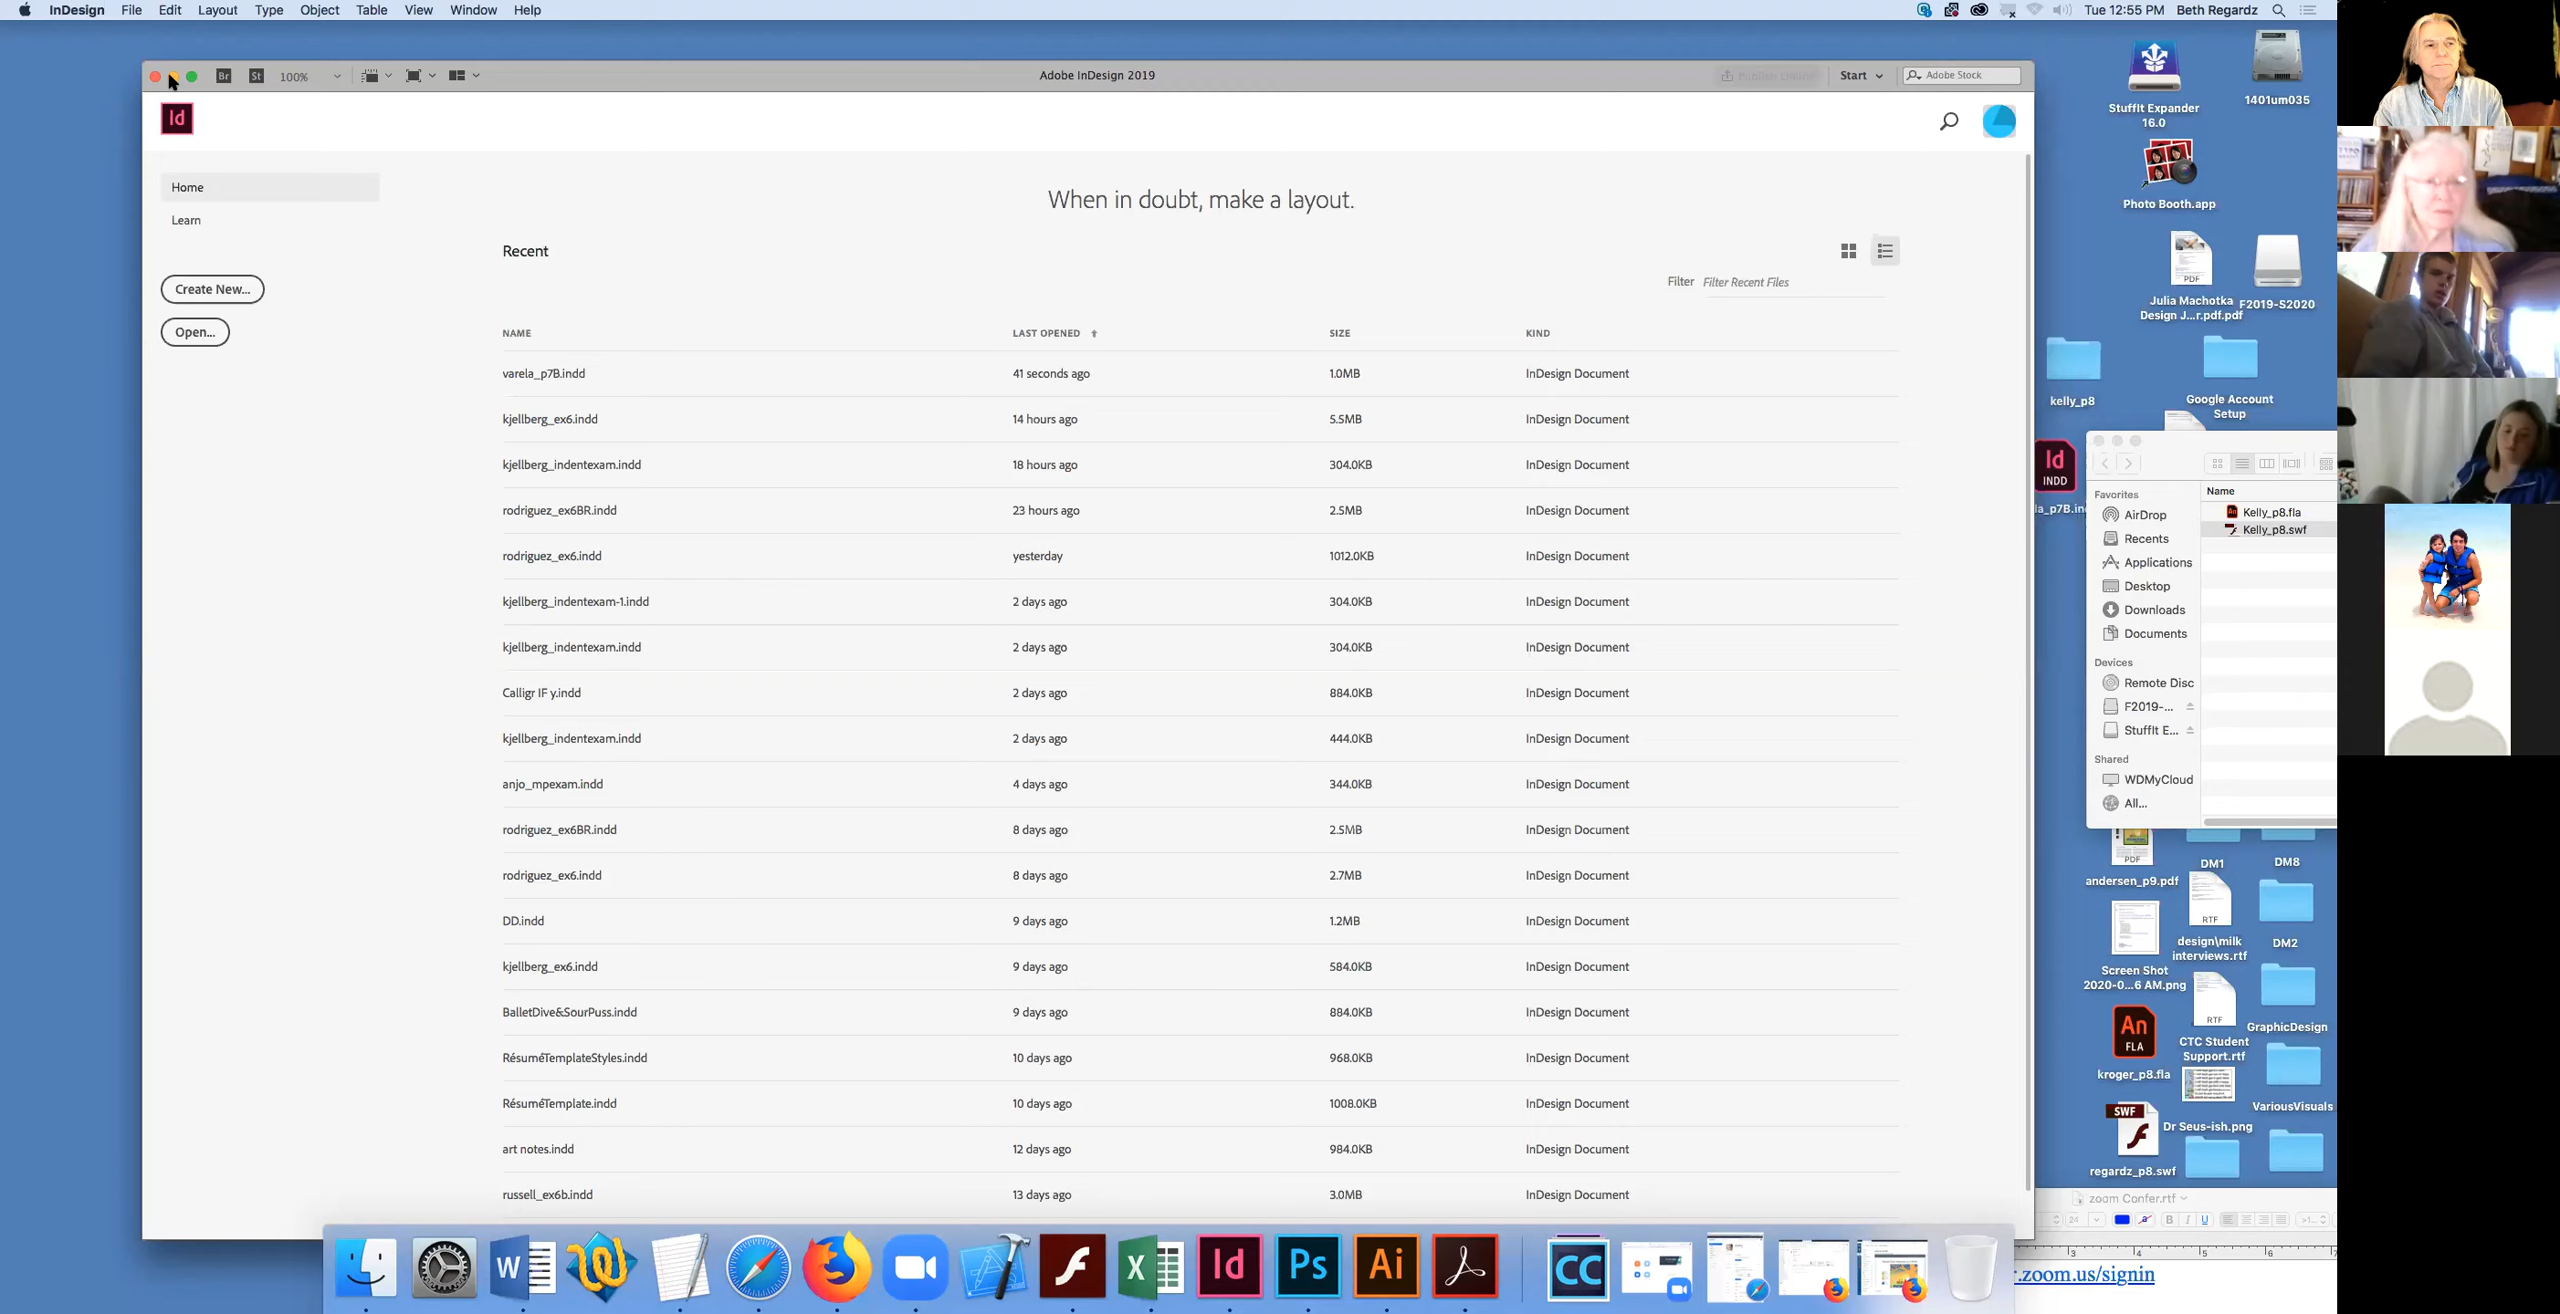 InDesign File Edit Layout Type Object Table View Window Help
Tue 12:55 PM Beth Regardz
Br St 100%
Adobe InDesign 2019
Publish Online
Start
Adobe Stock
Id
Home
Learn
Create New...
Open...
When in doubt, make a layout.
Recent
Filter Filter Recent Files
NAME LAST OPENED SIZE KIND
varela_p7B.indd 41 seconds ago 1.0MB InDesign Document
kjellberg_ex6.indd 14 hours ago 5.5MB InDesign Document
kjellberg_indentexam.indd 18 hours ago 304.0KB InDesign Document
rodriguez_ex6BR.indd 23 hours ago 2.5MB InDesign Document
rodriguez_ex6.indd yesterday 1012.0KB InDesign Document
kjellberg_indentexam-1.indd 2 days ago 304.0KB InDesign Document
kjellberg_indentexam.indd 2 days ago 304.0KB InDesign Document
Calligr IF y.indd 2 days ago 884.0KB InDesign Document
kjellberg_indentexam.indd 2 days ago 444.0KB InDesign Document
anjo_mpexam.indd 4 days ago 344.0KB InDesign Document
rodriguez_ex6BR.indd 8 days ago 2.5MB InDesign Document
rodriguez_ex6.indd 8 days ago 2.7MB InDesign Document
DD.indd 9 days ago 1.2MB InDesign Document
kjellberg_ex6.indd 9 days ago 584.0KB InDesign Document
BalletDive&SourPuss.indd 9 days ago 884.0KB InDesign Document
RésuméTemplateStyles.indd 10 days ago 968.0KB InDesign Document
RésuméTemplate.indd 10 days ago 1008.0KB InDesign Document
art notes.indd 12 days ago 984.0KB InDesign Document
russell_ex6b.indd 13 days ago 3.0MB InDesign Document
StuffIt Expander
16.0
1401um035
Photo Booth.app
PDF
Julia Machotka
Design J...r.pdf.pdf
F2019-S2020
kelly_p8
Google Account
Setup
Id
INDD
la_p7B.in
Favorites
AirDrop
Recents
Applications
Desktop
Downloads
Documents
Devices
Remote Disc
F2019-...
StuffIt E...
Shared
WDMyCloud
All...
Name
Kelly_p8.fla
Kelly_p8.swf
PDF
andersen_p9.pdf
DM1
DM8
RTF
design\milk
interviews.rtf
DM2
Screen Shot
2020-0...6 AM.png
RTF
GraphicDesign
An
FLA
CTC Student
Support.rtf
kroger_p8.fla
VariousVisuals
SWF
Dr Seus-ish.png
regardz_p8.swf
zoom Confer.rtf
24 B I U
3 4 5 6
r.zoom.us/signin
W X Id Ps Ai CC